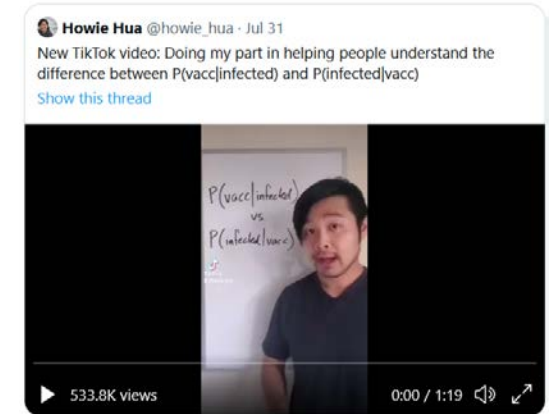 Howie Hua @howie_hua · Jul 31
New TikTok video: Doing my part in helping people understand the
difference between P(vacc|infected) and P(infected|vacc)
Show this thread
P(vacc|infected)
vs
P(infected|vacc)
533.8K views
0:00 / 1:19